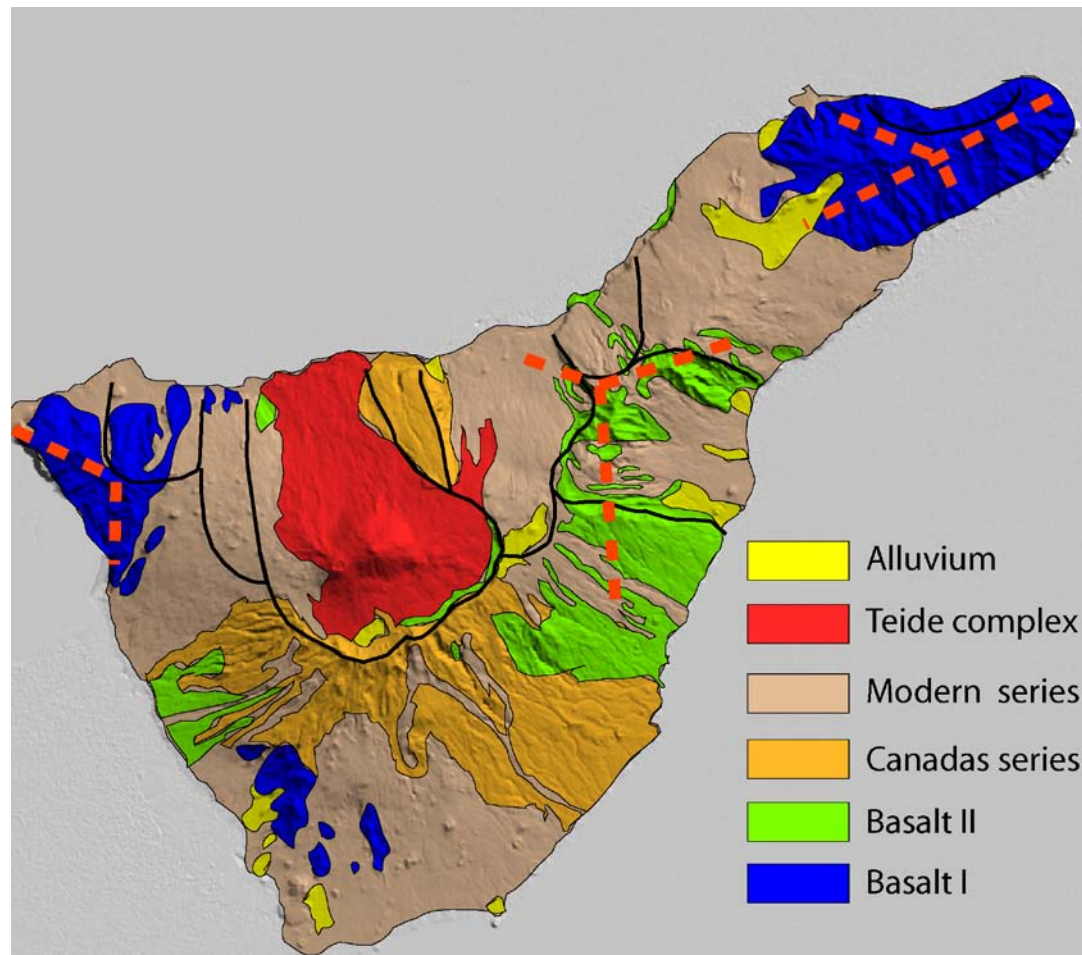 Alluvium
Teide complex
Modern series
Canadas series
Basalt II
Basalt I